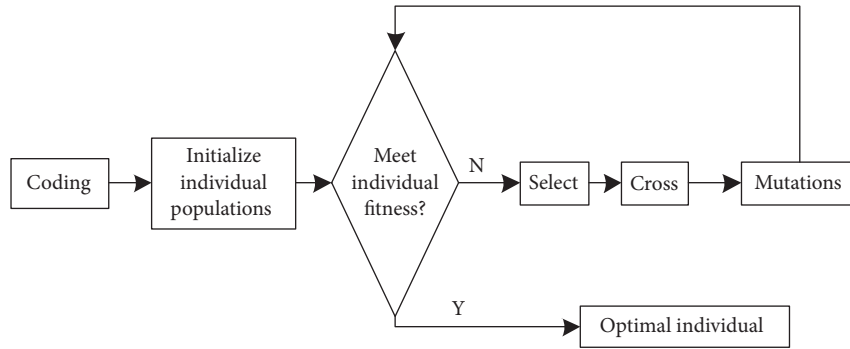 Coding
Initialize
individual
populations
Meet
individual
fitness?
N
Select
Cross
Mutations
Y
Optimal individual